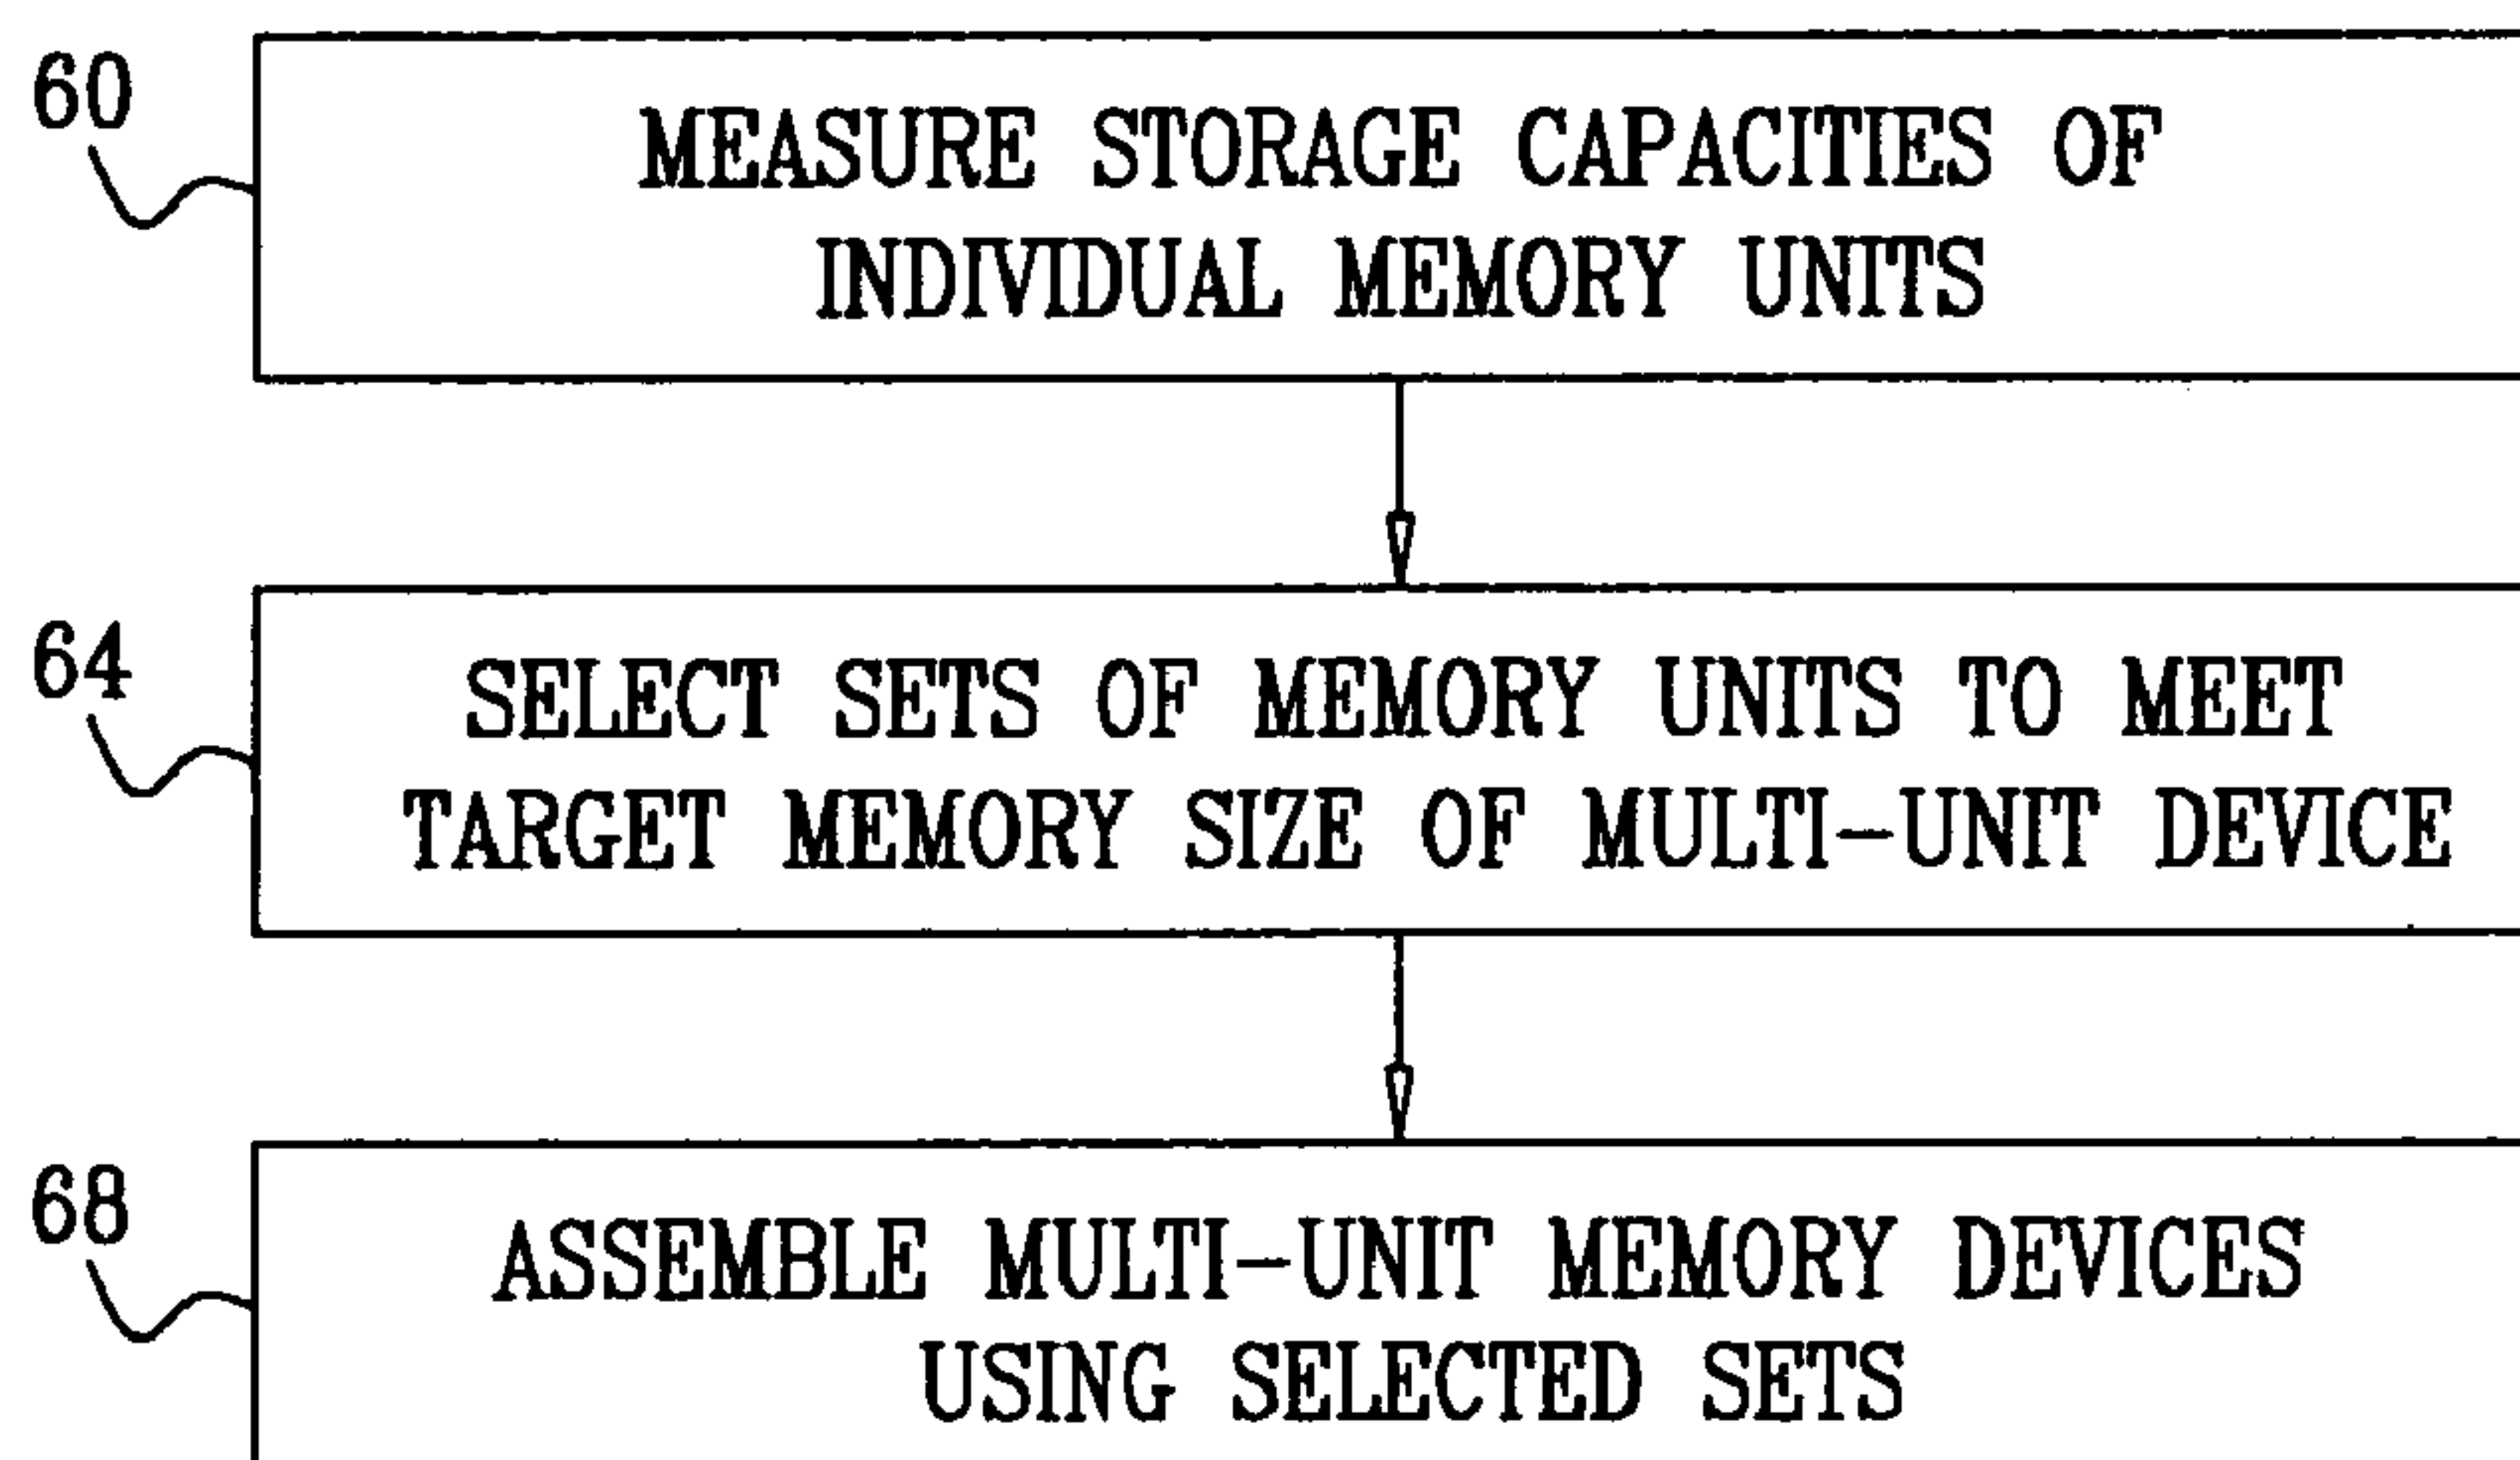 60
MEASURE STORAGE CAPACITIES OF
INDIVIDUAL MEMORY UNITS
64
SELECT SETS OF MEMORY UNITS TO MEET
TARGET MEMORY SIZE OF MULTI-UNIT DEVICE
68
ASSEMBLE MULTI-UNIT MEMORY DEVICES
USING SELECTED SETS